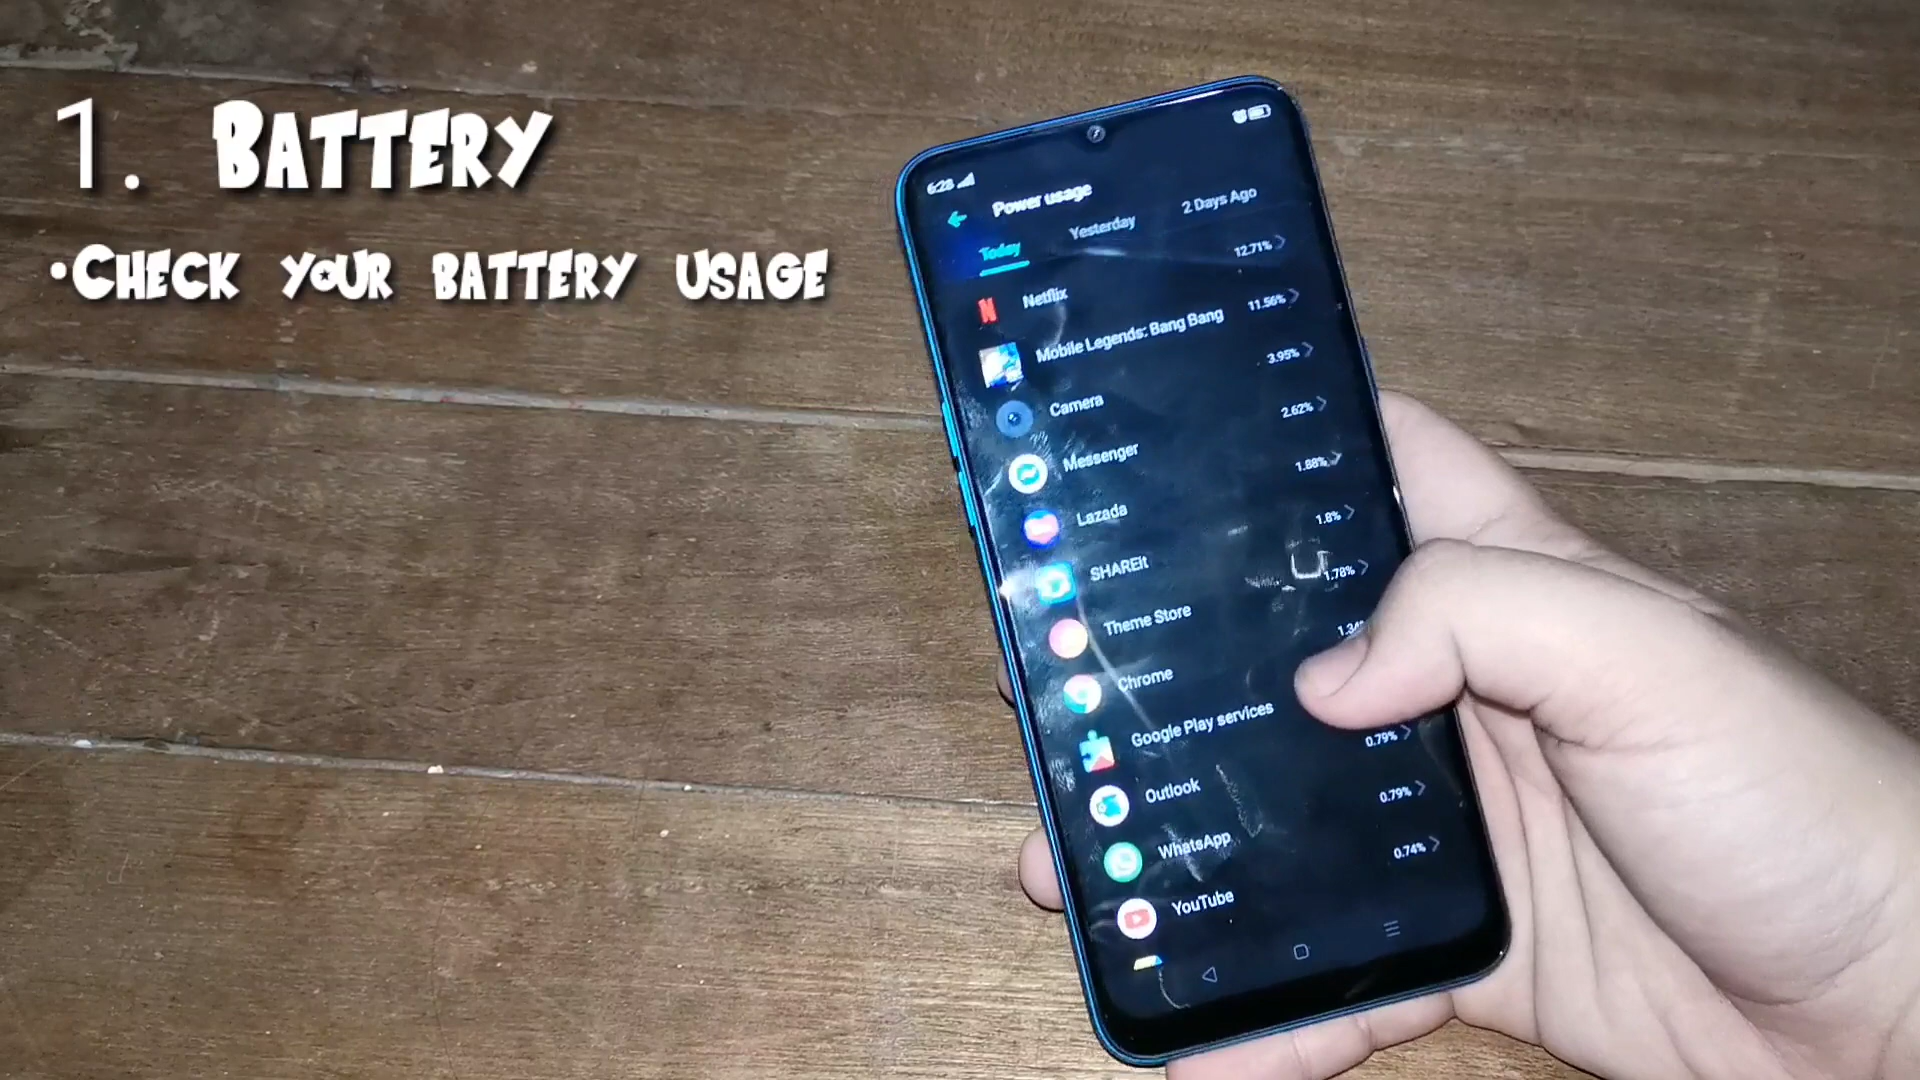 1. BATTERY
•CHECK YOUR BATTERY USAGE
6:28
Power usage
Today Yesterday 2 Days Ago
Netflix 12.71%
Mobile Legends: Bang Bang 11.56%
Camera 3.95%
Messenger 2.62%
Lazada 1.88%
SHAREit 1.8%
Theme Store 1.78%
Chrome 1.34%
Google Play services
Outlook 0.79%
WhatsApp 0.79%
YouTube 0.74%